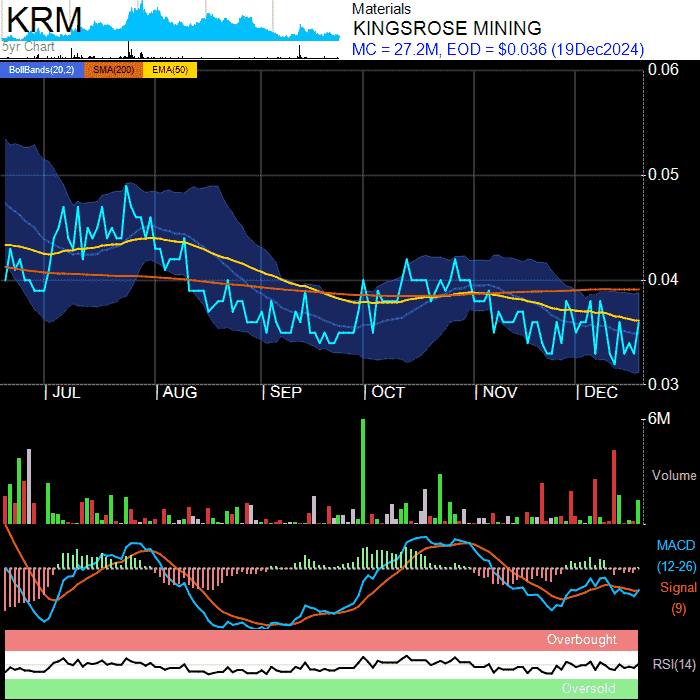 KRM
5yr Chart
Materials
KINGSROSE MINING
MC = 27.2M, EOD = $0.036 (19Dec2024)
BollBands(20,2) SMA(200) EMA(50)
0.06
0.05
0.04
0.03
JUL AUG SEP OCT NOV DEC
6M
Volume
MACD
(12-26)
Signal
(9)
Overbought
RSI(14)
Oversold